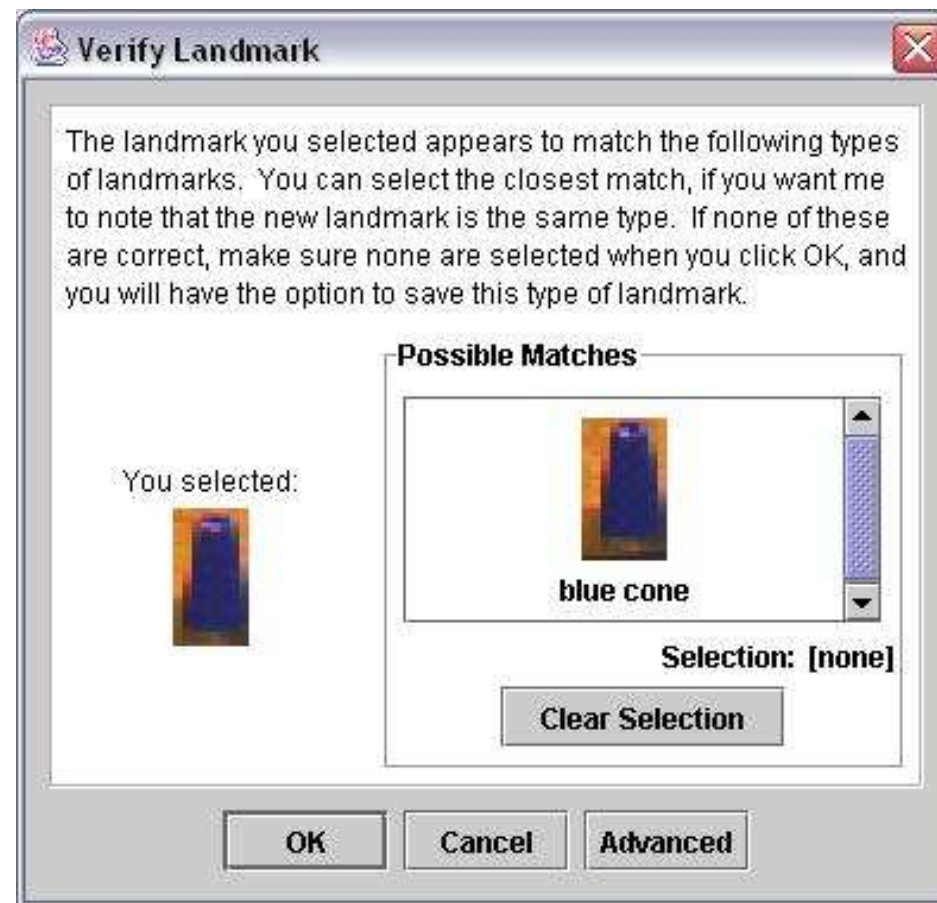 Verify Landmark
The landmark you selected appears to match the following types
of landmarks.  You can select the closest match, if you want me
to note that the new landmark is the same type.  If none of these
are correct, make sure none are selected when you click OK, and
you will have the option to save this type of landmark.
Possible Matches
You selected:
blue cone
Selection: [none]
Clear Selection
OK
Cancel
Advanced